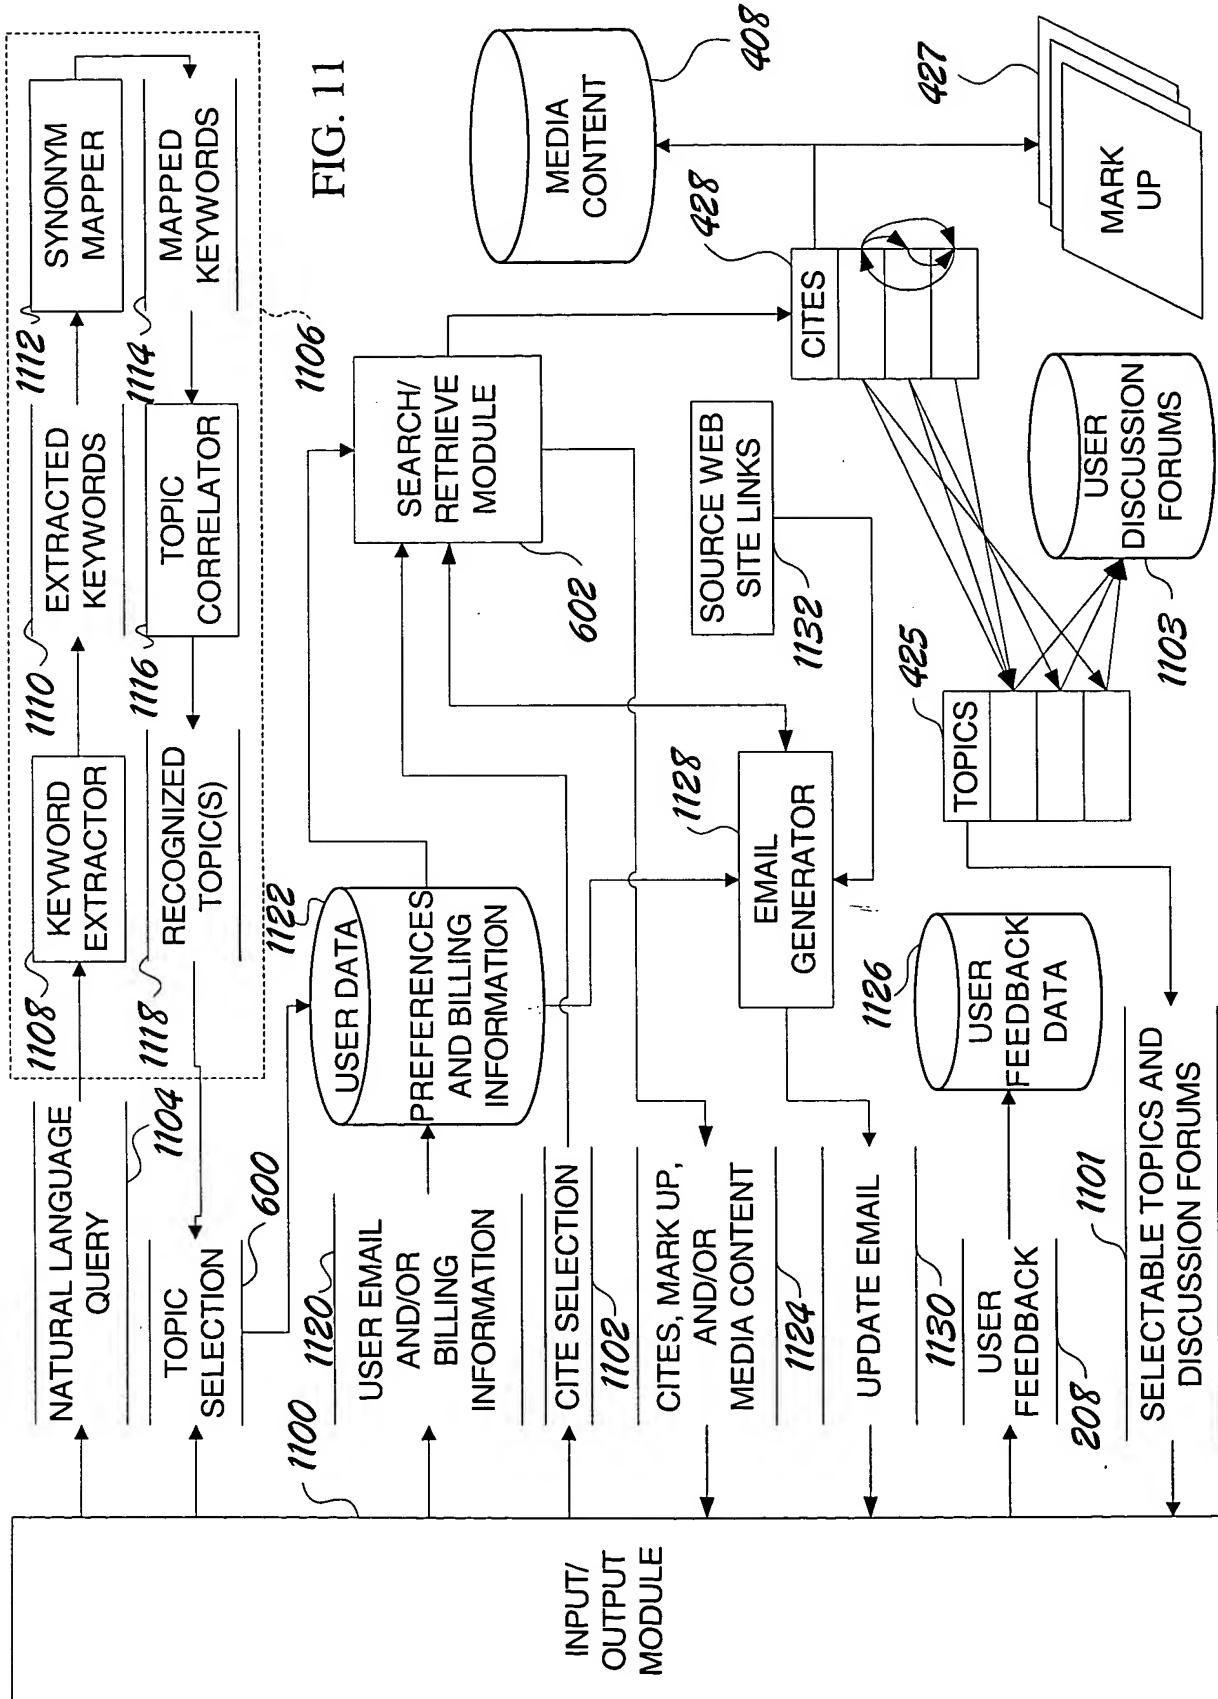 FIG. 11
INPUT/
OUTPUT
MODULE
1100
NATURAL LANGUAGE
QUERY
1104
KEYWORD
EXTRACTOR
1108
EXTRACTED
KEYWORDS
1110
SYNONYM
MAPPER
1112
MAPPED
KEYWORDS
1114
TOPIC
CORRELATOR
1116
RECOGNIZED
TOPIC(S)
1118
1106
TOPIC
SELECTION
600
USER EMAIL
AND/OR
BILLING
INFORMATION
1120
USER DATA
PREFERENCES
AND BILLING
INFORMATION
1122
CITE SELECTION
1102
SEARCH/
RETRIEVE
MODULE
602
MEDIA
CONTENT
408
CITES
428
MARK
UP
427
CITES, MARK UP,
AND/OR
MEDIA CONTENT
1124
UPDATE EMAIL
1130
EMAIL
GENERATOR
1128
SOURCE WEB
SITE LINKS
1132
USER
FEEDBACK
208
USER
FEEDBACK
DATA
1126
TOPICS
425
USER
DISCUSSION
FORUMS
1103
SELECTABLE TOPICS AND
DISCUSSION FORUMS
1101